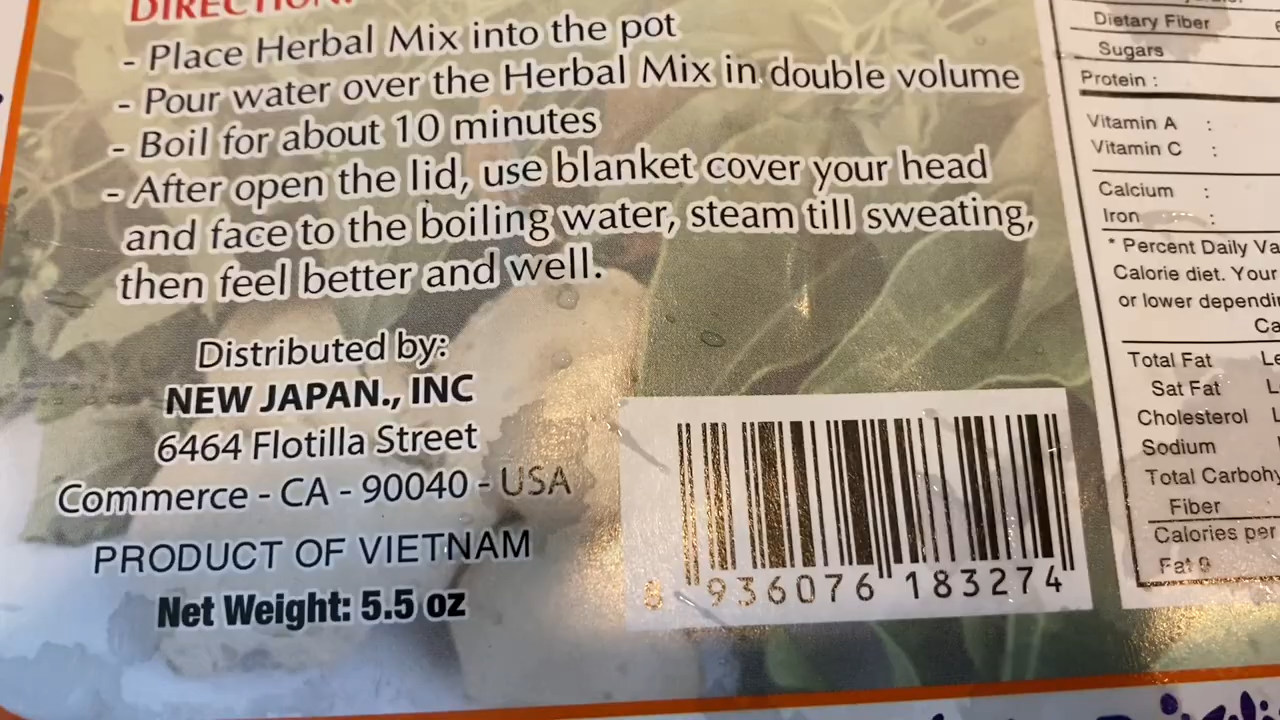 DIRECTION:
- Place Herbal Mix into the pot
- Pour water over the Herbal Mix in double volume
- Boil for about 10 minutes
- After open the lid, use blanket cover your head
and face to the boiling water, steam till sweating,
then feel better and well.
Distributed by:
NEW JAPAN., INC
6464 Flotilla Street
Commerce - CA - 90040 - USA
PRODUCT OF VIETNAM
Net Weight: 5.5 oz
8 936076 183274
Dietary Fiber
Sugars
Protein :
Vitamin A :
Vitamin C :
Calcium :
Iron :
* Percent Daily Va
Calorie diet. Your
or lower dependi
Ca
Total Fat Le
Sat Fat L
Cholesterol L
Sodium
Total Carbohy
Fiber
Calories per
Fat 9